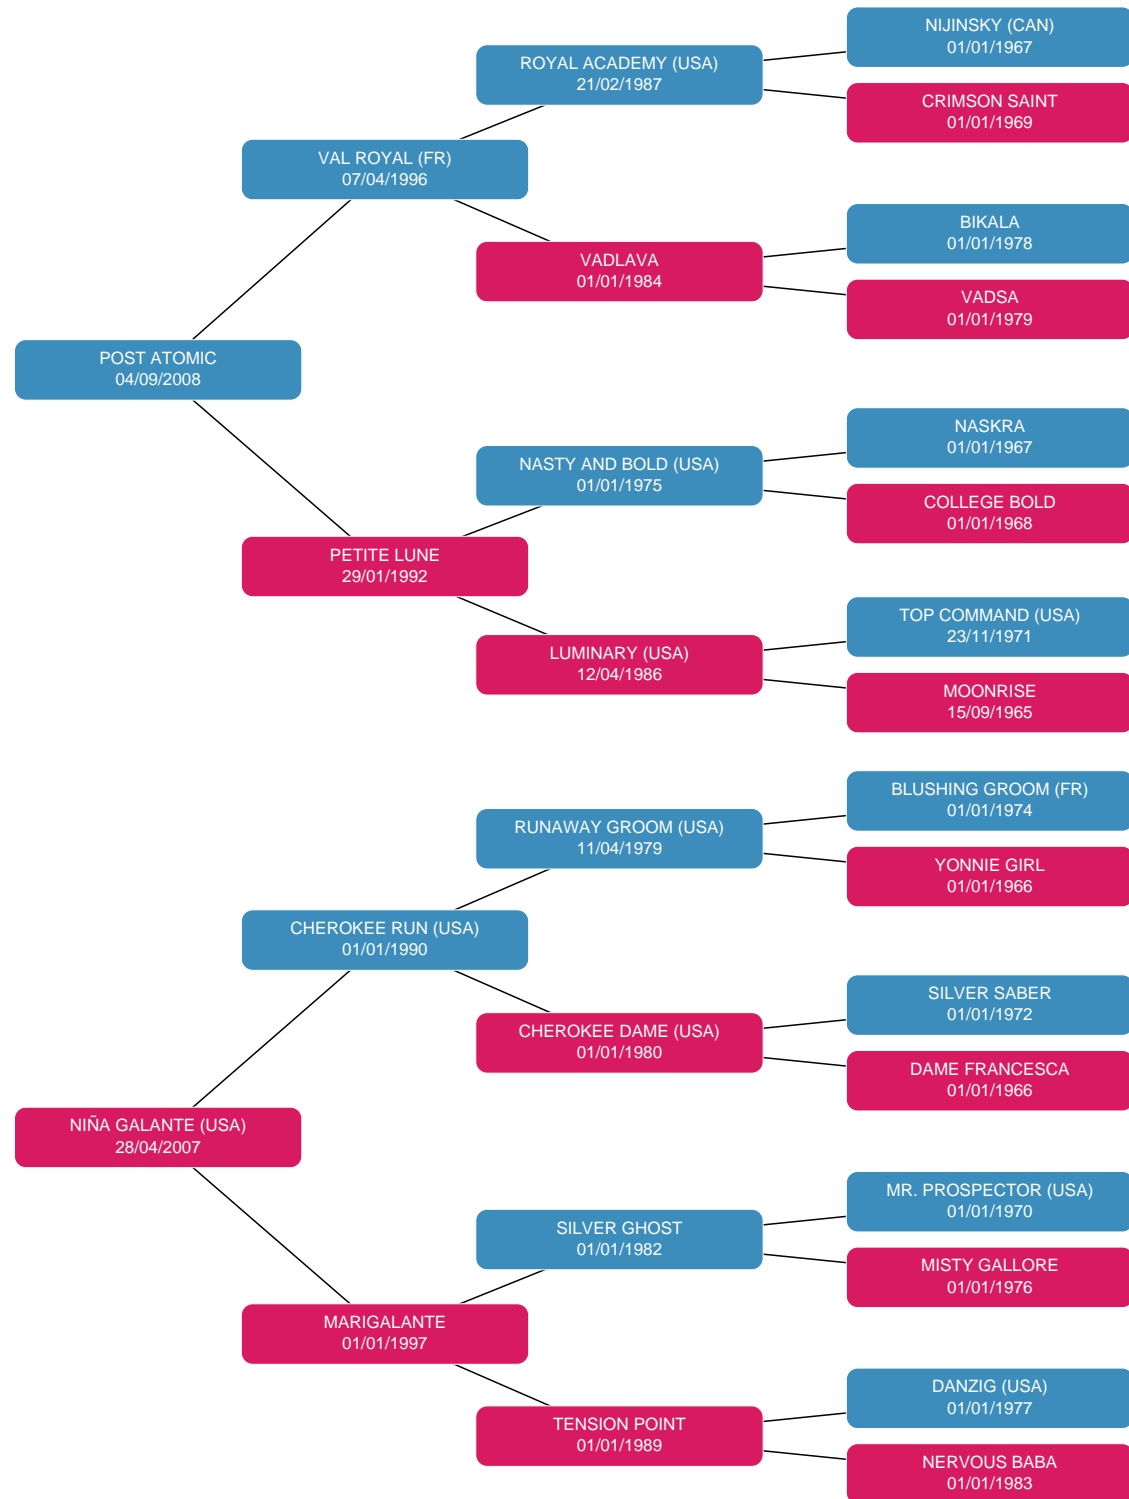 NIJINSKY (CAN)
01/01/1967
ROYAL ACADEMY (USA)
21/02/1987
CRIMSON SAINT
01/01/1969
VAL ROYAL (FR)
07/04/1996
BIKALA
01/01/1978
VADLAVA
01/01/1984
VADSA
01/01/1979
POST ATOMIC
04/09/2008
NASKRA
01/01/1967
NASTY AND BOLD (USA)
01/01/1975
COLLEGE BOLD
01/01/1968
PETITE LUNE
29/01/1992
TOP COMMAND (USA)
23/11/1971
LUMINARY (USA)
12/04/1986
MOONRISE
15/09/1965
BLUSHING GROOM (FR)
01/01/1974
RUNAWAY GROOM (USA)
11/04/1979
YONNIE GIRL
01/01/1966
CHEROKEE RUN (USA)
01/01/1990
SILVER SABER
01/01/1972
CHEROKEE DAME (USA)
01/01/1980
DAME FRANCESCA
01/01/1966
NIÑA GALANTE (USA)
28/04/2007
MR. PROSPECTOR (USA)
01/01/1970
SILVER GHOST
01/01/1982
MISTY GALLORE
01/01/1976
MARIGALANTE
01/01/1997
DANZIG (USA)
01/01/1977
TENSION POINT
01/01/1989
NERVOUS BABA
01/01/1983